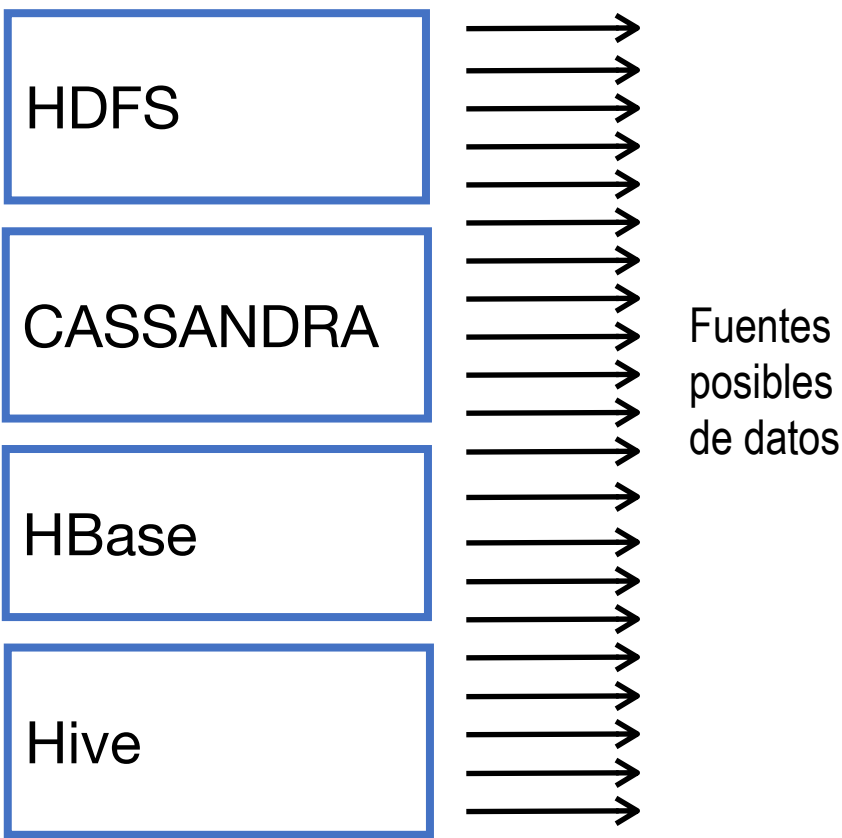 HDFS
CASSANDRA
HBase
Hive
Fuentes
posibles
de datos